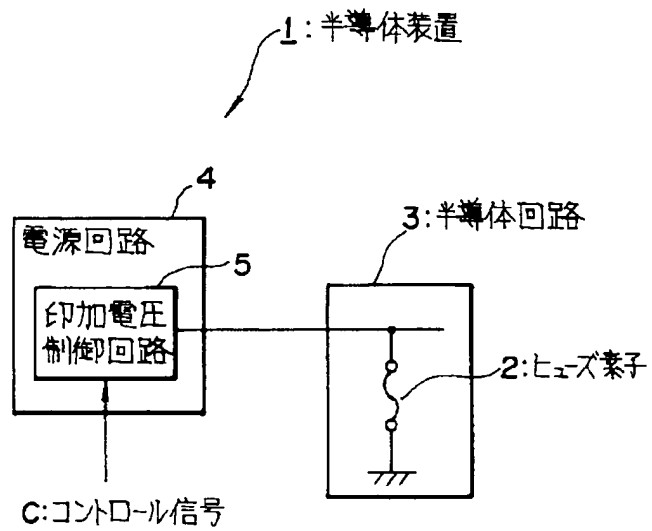 1:半導体装置
4
電源回路
5
印加電圧
制御回路
3:半導体回路
2:ヒューズ素子
C:コントロール信号